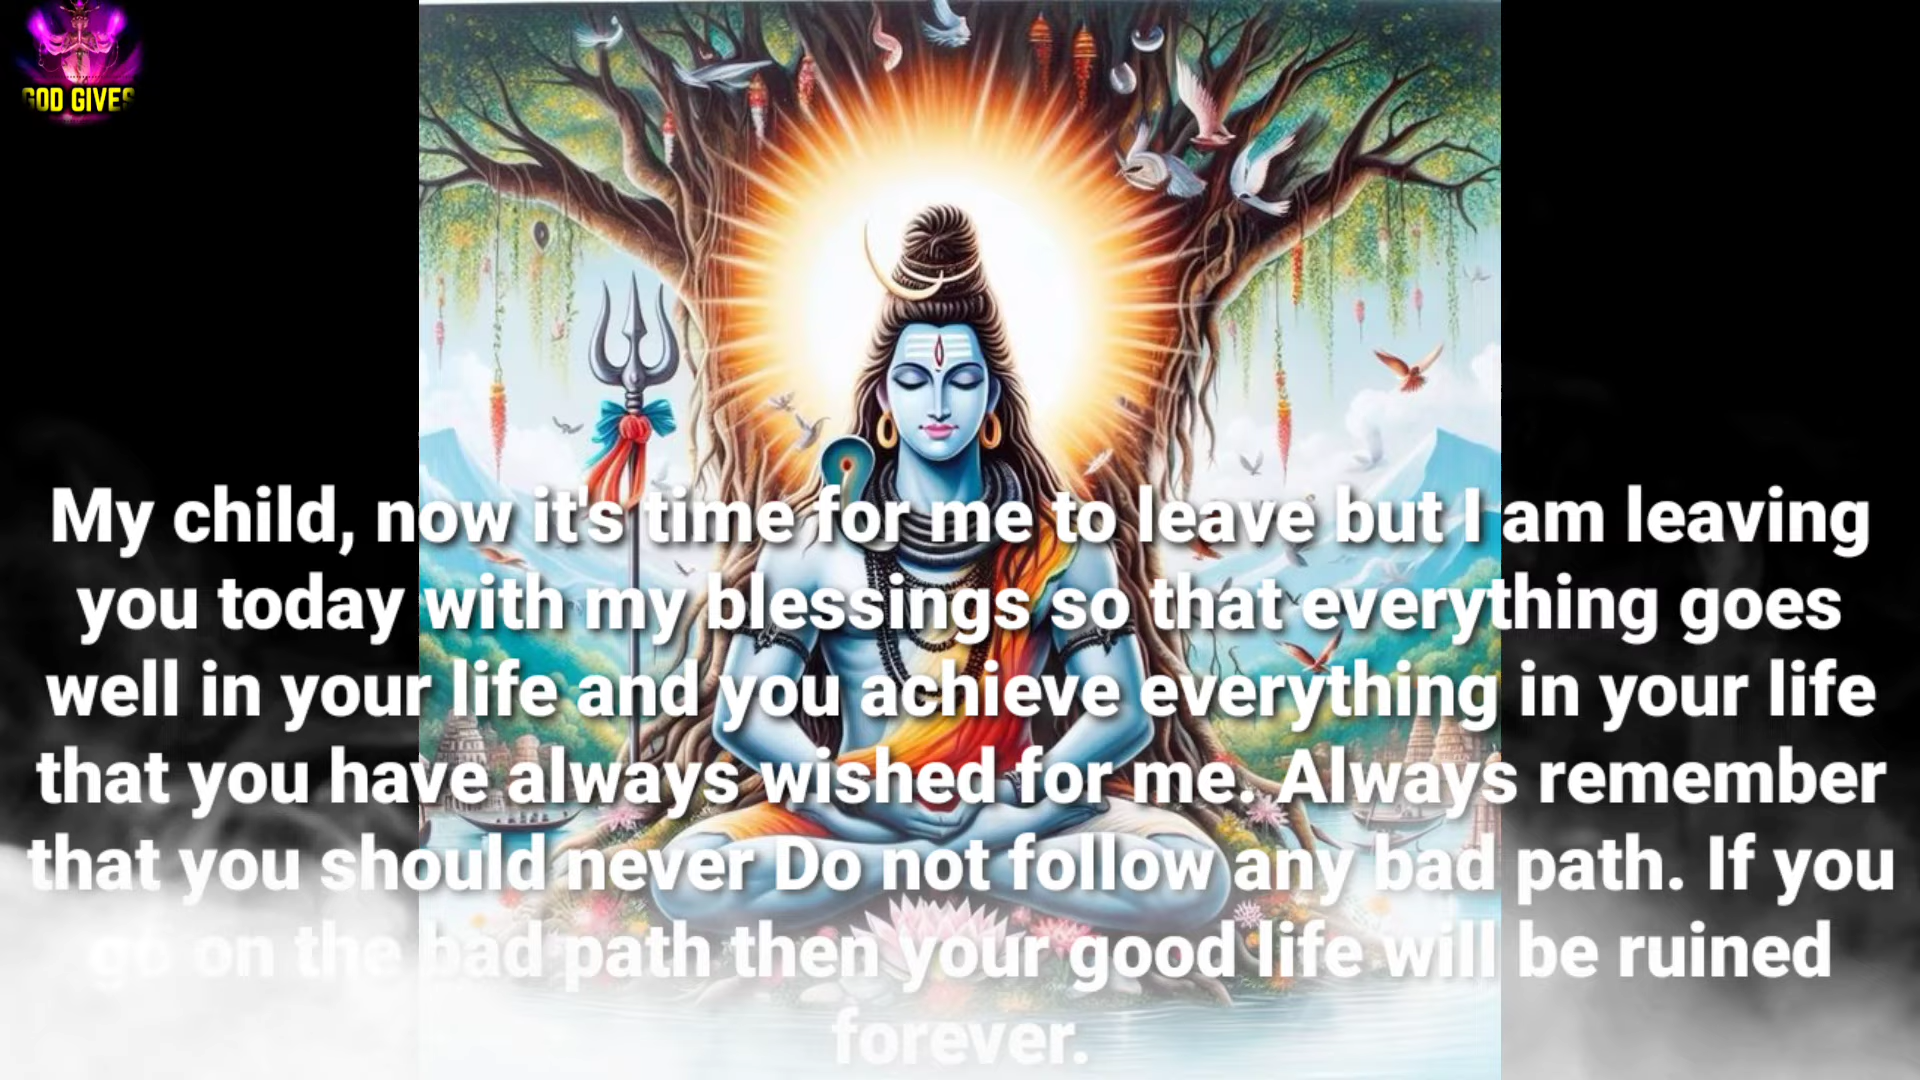 GOD GIVES
My child, now it's time for me to leave but I am leaving
you today with my blessings so that everything goes
well in your life and you achieve everything in your life
that you have always wished for me. Always remember
that you should never Do not follow any bad path. If you
go on the bad path then your good life will be ruined
forever.